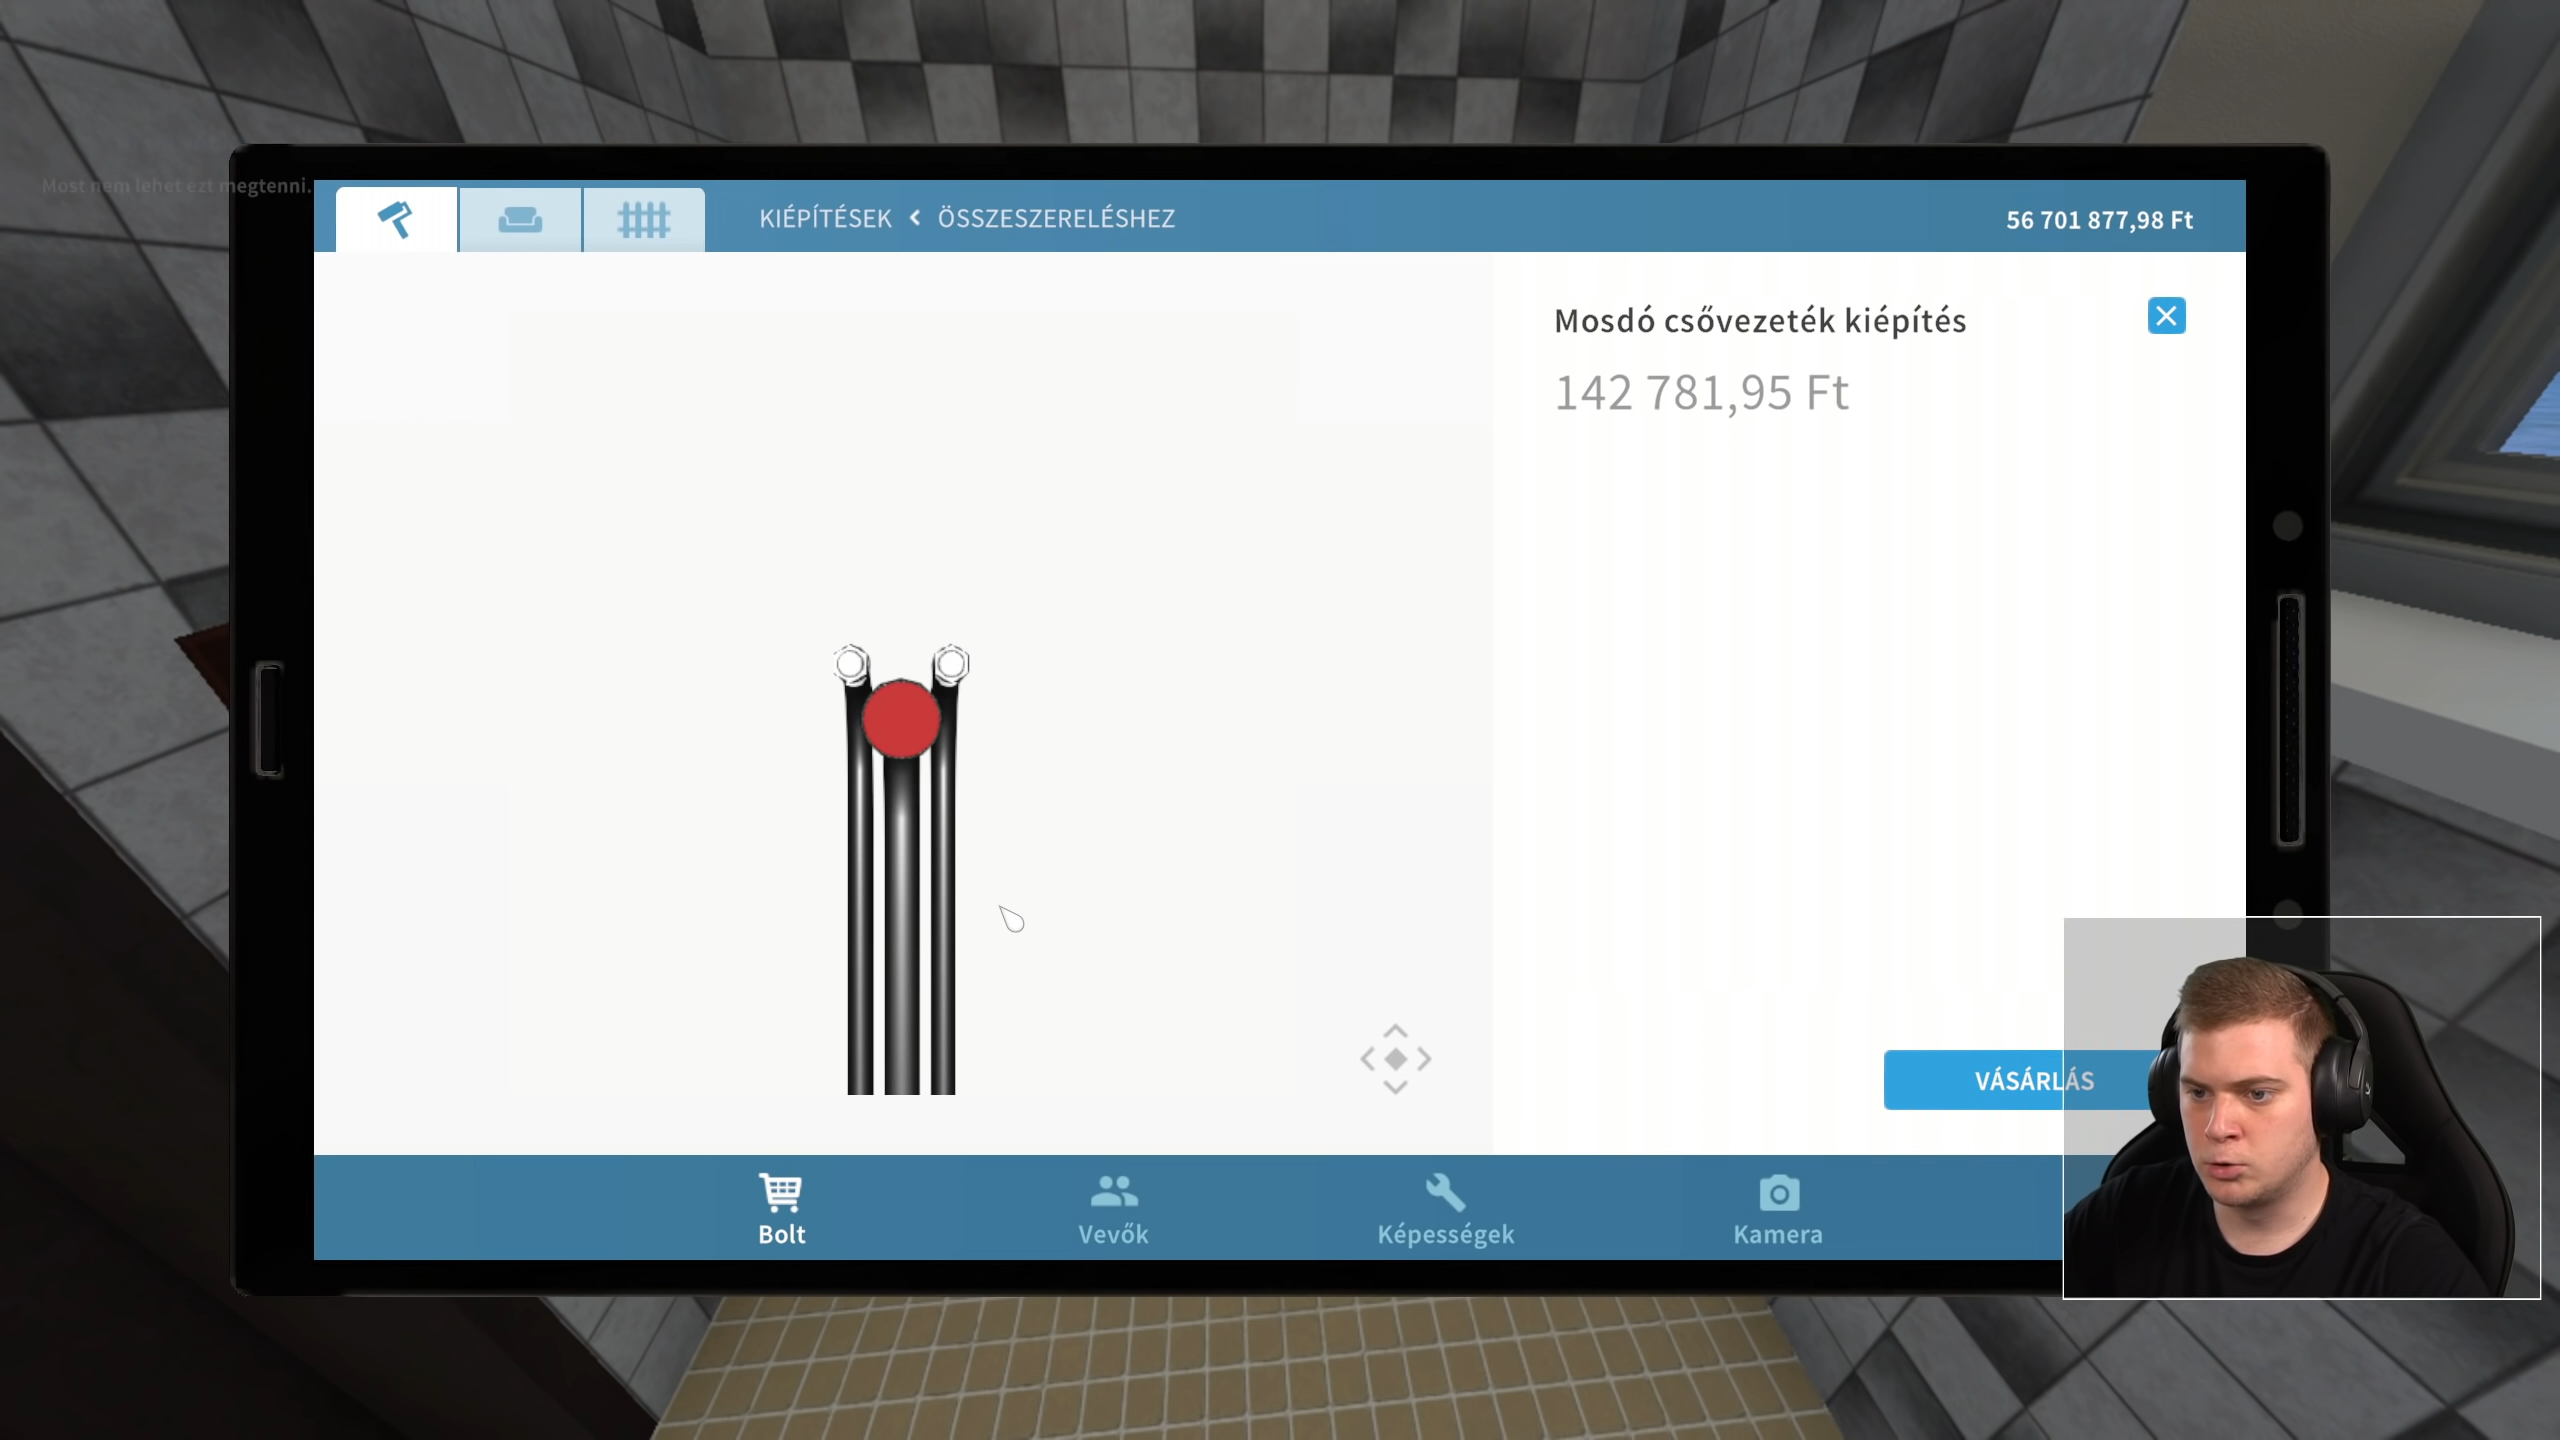 Most nem lehet ezt megtenni.
KIÉPÍTÉSEK < ÖSSZESZERELÉSHEZ
56 701 877,98 Ft
Mosdó csővezeték kiépítés
142 781,95 Ft
VÁSÁRLÁS
Bolt
Vevők
Képességek
Kamera